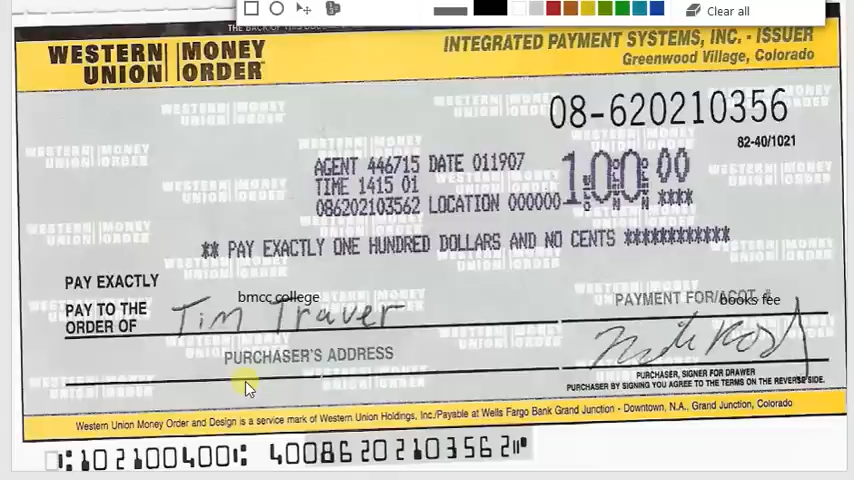 Clear all
WESTERN UNION MONEY ORDER
INTEGRATED PAYMENT SYSTEMS, INC. - ISSUER
Greenwood Village, Colorado
08-620210356
82-40/1021
AGENT 446715 DATE 011907
TIME 1415 01
086202103562 LOCATION 000000
100.00
****
** PAY EXACTLY ONE HUNDRED DOLLARS AND NO CENTS ************
PAY EXACTLY
bmcc college
PAY TO THE ORDER OF Tim Traver
PAYMENT FOR/ACCT. #
books fee
PURCHASER'S ADDRESS
PURCHASER, SIGNER FOR DRAWER
PURCHASER BY SIGNING YOU AGREE TO THE TERMS ON THE REVERSE SIDE.
Western Union Money Order and Design is a service mark of Western Union Holdings, Inc./Payable at Wells Fargo Bank Grand Junction - Downtown, N.A., Grand Junction, Colorado
102100400 40086202103562